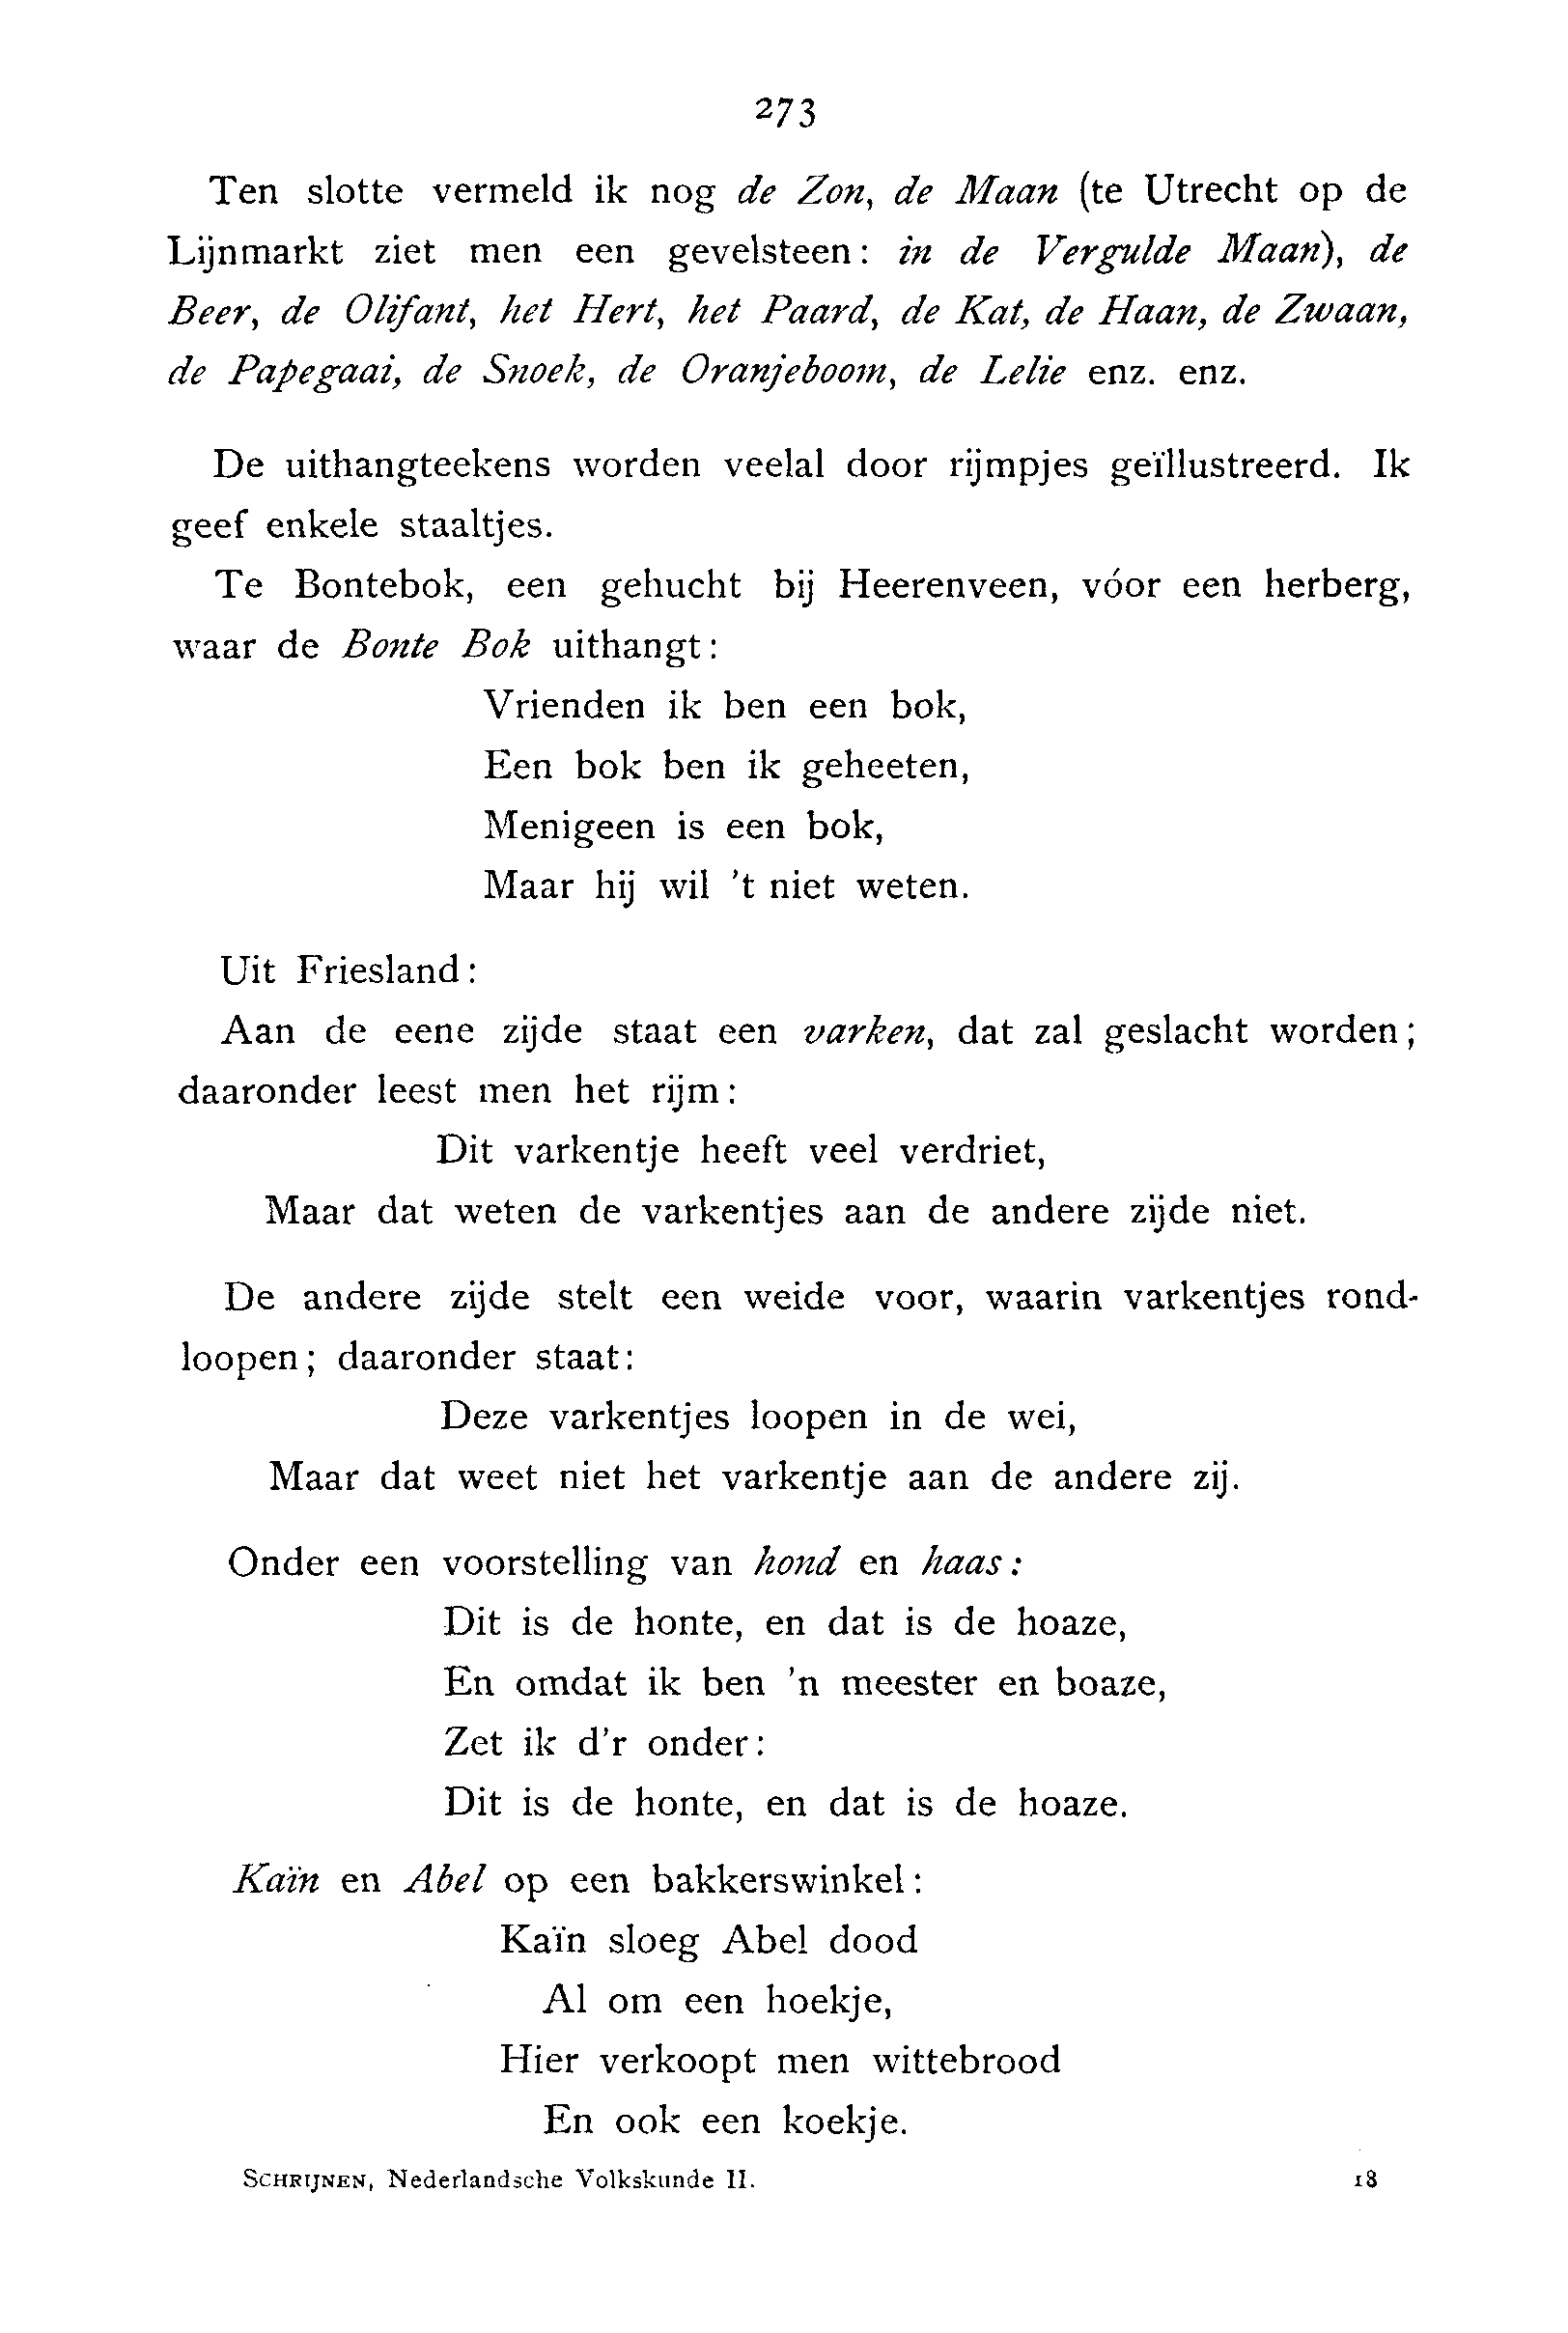 273
Ten slotte vermeld ik nog de Zon, de Maan (te Utrecht op de
Lijnmarkt ziet men een gevelsteen: in de Vergulde Maan), de
Beer, de Olifant, het Hert, het Paard, de Kat, de Haan, de Zwaan,
de Papegaai, de Snoek, de Oranjeboom, de Lelie enz. enz.
De uithangteekens worden veelal door rijmpjes geïllustreerd. Ik
geef enkele staaltjes.
Te Bontebok, een gehucht bij Heerenveen, vóor een herberg,
waar de Bonte Bok uithangt:
Vrienden ik ben een bok,
Een bok ben ik geheeten,
Menigeen is een bok,
Maar hij wil 't niet weten.
Uit Friesland:
Aan de eene zijde staat een varken, dat zal geslacht worden;
daaronder leest men het rijm:
Dit varkentje heeft veel verdriet,
Maar dat weten de varkentjes aan de andere zijde niet.
De andere zijde stelt een weide voor, waarin varkentjes rond-
loopen; daaronder staat:
Deze varkentjes loopen in de wei,
Maar dat weet niet het varkentje aan de andere zij.
Onder een voorstelling van hond en haas:
Dit is de honte, en dat is de hoaze,
En omdat ik ben 'n meester en boaze,
Zet ik d'r onder:
Dit is de honte, en dat is de hoaze.
Kaïn en Abel op een bakkerswinkel:
Kaïn sloeg Abel dood
Al om een hoekje,
Hier verkoopt men wittebrood
En ook een koekje.
SCHRIJNEN, Nederlandsche Volkskunde II. 18